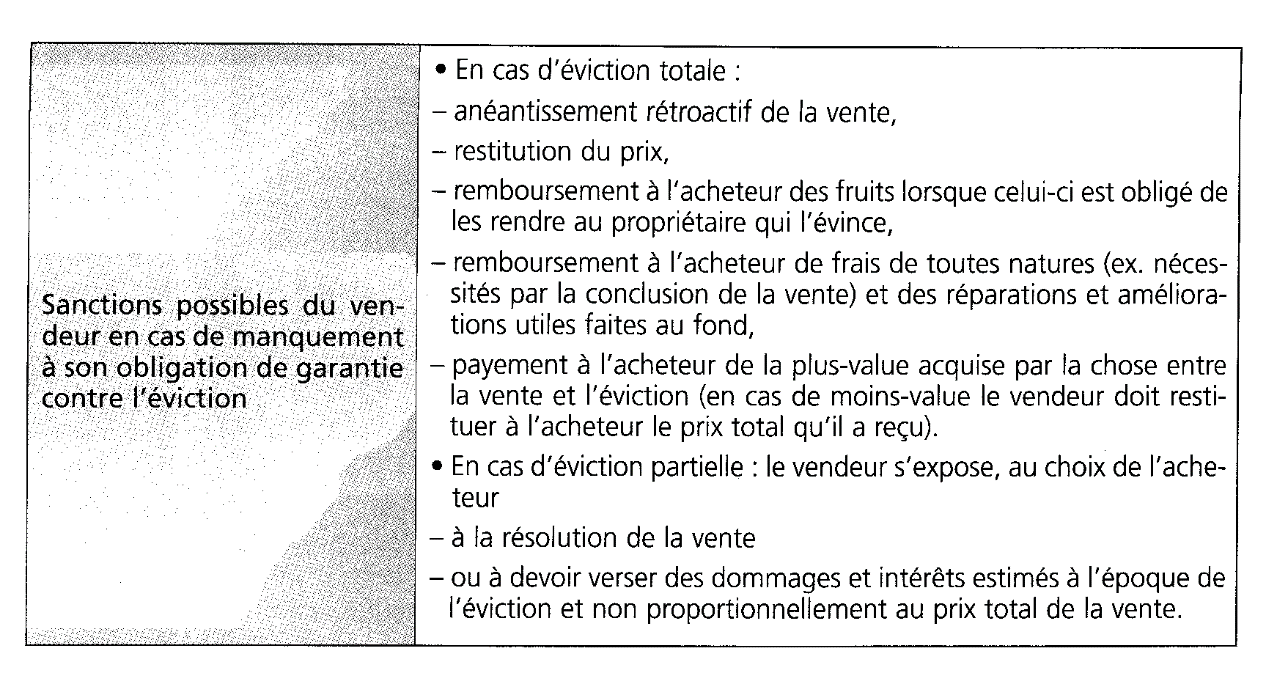 Sanctions possibles du ven-
deur en cas de manquement
à son obligation de garantie
contre l'éviction
• En cas d'éviction totale :
– anéantissement rétroactif de la vente,
– restitution du prix,
– remboursement à l'acheteur des fruits lorsque celui-ci est obligé de
les rendre au propriétaire qui l'évince,
– remboursement à l'acheteur de frais de toutes natures (ex. néces-
sités par la conclusion de la vente) et des réparations et améliora-
tions utiles faites au fond,
– payement à l'acheteur de la plus-value acquise par la chose entre
la vente et l'éviction (en cas de moins-value le vendeur doit resti-
tuer à l'acheteur le prix total qu'il a reçu).
• En cas d'éviction partielle : le vendeur s'expose, au choix de l'ache-
teur
– à la résolution de la vente
– ou à devoir verser des dommages et intérêts estimés à l'époque de
l'éviction et non proportionnellement au prix total de la vente.